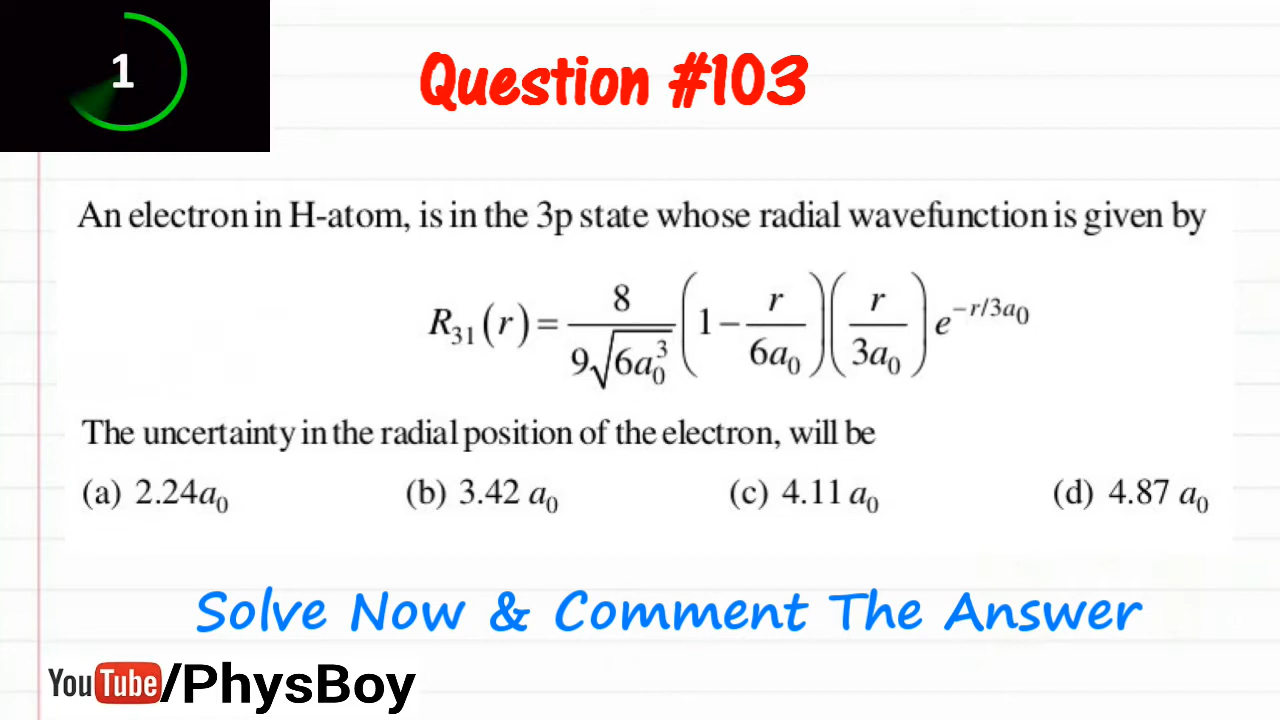 1
Question #103
An electron in H-atom, is in the 3p state whose radial wavefunction is given by
R₃₁(r) = 8/(9√(6a₀³)) (1 − r/6a₀)(r/3a₀) e^(−r/3a₀)
The uncertainty in the radial position of the electron, will be
(a) 2.24a₀ (b) 3.42 a₀ (c) 4.11 a₀ (d) 4.87 a₀
Solve Now & Comment The Answer
YouTube/PhysBoy